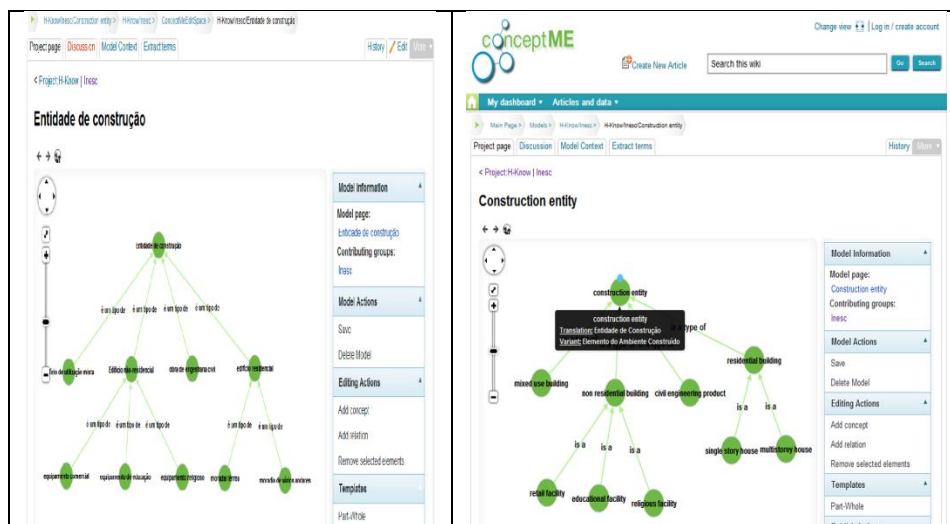 H-Know/Inesc/Construction entity > H-Know/Inesc > ConceptMeEditSpace > H-Know/Inesc/Entidade de construção
Project page Discussion Model Context Extract terms History Edit More
< Project:H-Know | Inesc
Entidade de construção
Model Information
Model page:
Entidade de construção
Contributing groups:
Inesc
Model Actions
Save
Delete Model
Editing Actions
Add concept
Add relation
Remove selected elements
Templates
Part-Whole
Entidade de construção
é um tipo de é um tipo de é um tipo de é um tipo de
Edifício não residencial obra de engenharia civil edifício residencial
é um tipo de é um tipo de é um tipo de é um tipo de é um tipo de
equipamento comercial equipamento de educação equipamento religioso moradia térrea moradia de vários andares
conceptME
Change view Log in / create account
Create New Article Search this wiki Go Search
My dashboard Articles and data
Main Page > Models > H-Know/Inesc > H-Know/Inesc/Construction entity
Project page Discussion Model Context Extract terms History More
< Project:H-Know | Inesc
Construction entity
construction entity
construction entity
Translation: Entidade de Construção
Variant: Elemento do Ambiente Construído
type of
residential building
mixed use building
non residential building civil engineering product
is a is a
single story house multistorey house
is a is a is a
retail facility educational facility religious facility
Model Information
Model page:
Construction entity
Contributing groups:
Inesc
Model Actions
Save
Delete Model
Editing Actions
Add concept
Add relation
Remove selected elements
Templates
Part-Whole